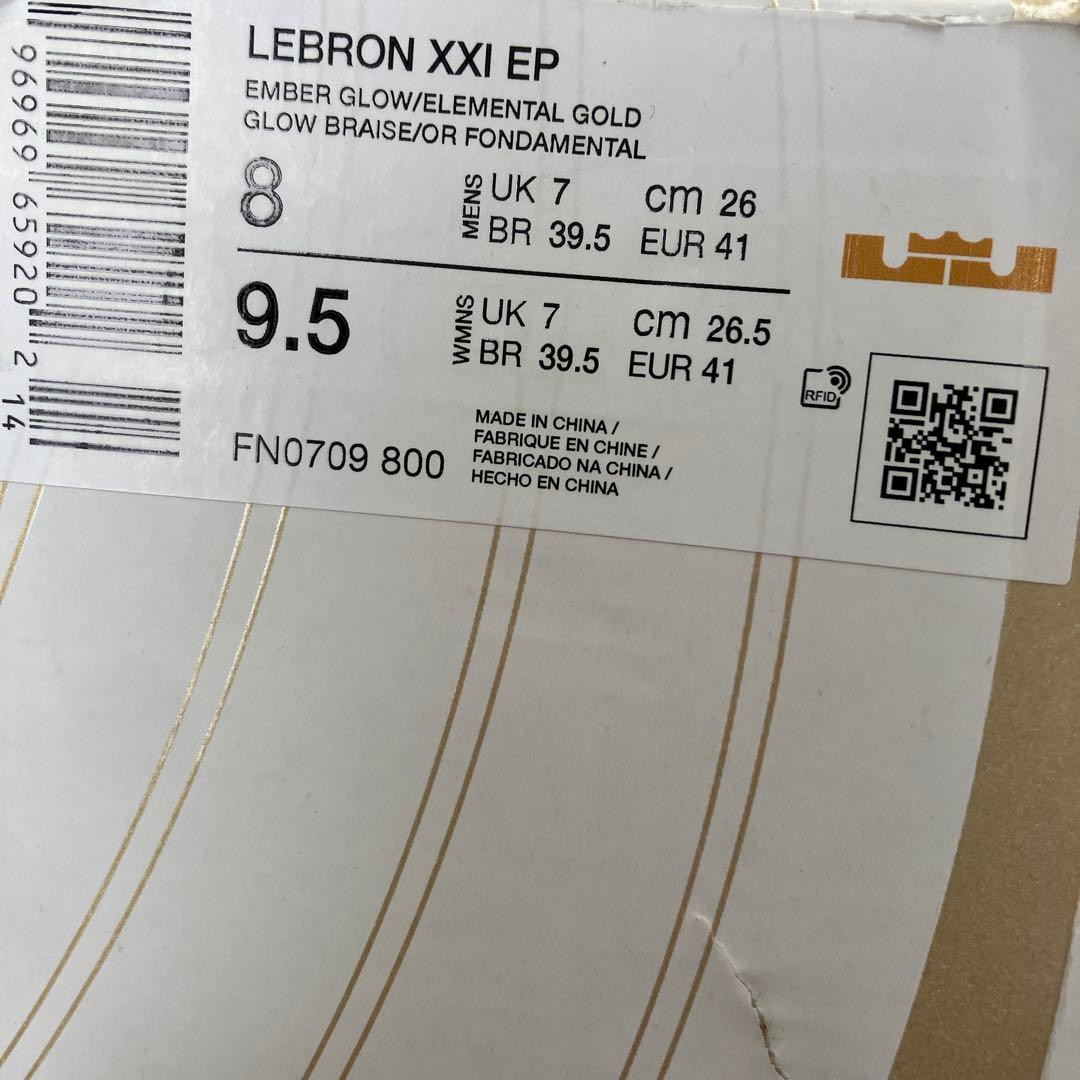 LEBRON XXI EP
EMBER GLOW/ELEMENTAL GOLD
GLOW BRAISE/OR FONDAMENTAL
8
MENS
UK 7 cm 26
BR 39.5 EUR 41
9.5
WMNS
UK 7 cm 26.5
BR 39.5 EUR 41
FN0709 800
MADE IN CHINA /
FABRIQUE EN CHINE /
FABRICADO NA CHINA /
HECHO EN CHINA
RFID
96969 65920 2 14